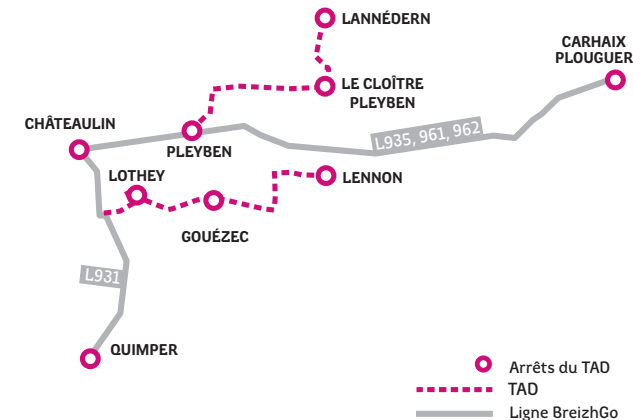 LANNÉDERN
CARHAIX
PLOUGUER
LE CLOÎTRE
PLEYBEN
CHÂTEAULIN
L935, 961, 962
PLEYBEN
LOTHEY
LENNON
GOUÉZEC
L931
QUIMPER
Arrêts du TAD
TAD
Ligne BreizhGo